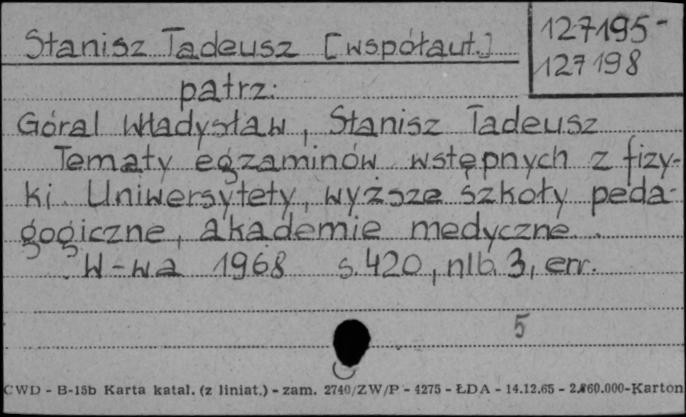 Stanisz Tadeusz [współaut.]
127195-
127198
patrz:
Góral Władysław, Stanisz Tadeusz
Tematy egzaminów wstępnych z fizy-
ki. Uniwersytety, wyższe szkoły peda-
gogiczne, akademie medyczne.
W-wa 1968 s. 420, nlb. 3, err.
5
CWD - B-15b Karta katal. (z liniat.) - zam. 2740/ZW/P - 4275 - ŁDA - 14.12.65 - 2.860.000-Karton